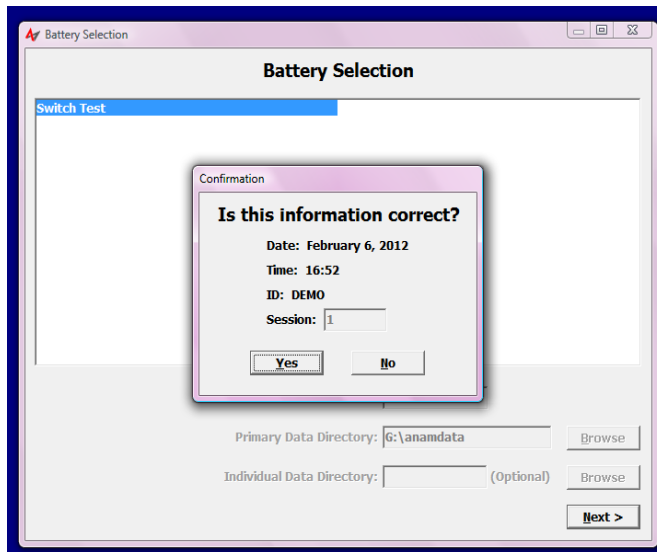 Battery Selection
Battery Selection
Switch Test
Confirmation
Is this information correct?
Date: February 6, 2012
Time: 16:52
ID: DEMO
Session: 1
Yes No
Primary Data Directory: G:\anamdata Browse
Individual Data Directory: (Optional) Browse
Next >